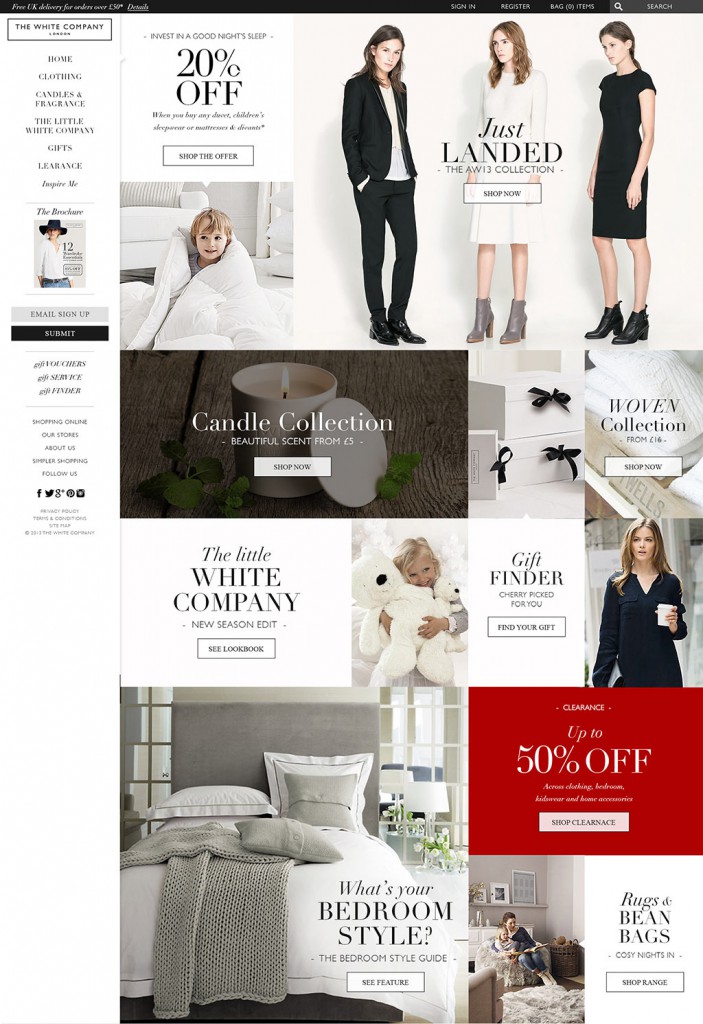 Free UK delivery for orders over £50* Details
SIGN IN
REGISTER
BAG (0) ITEMS
SEARCH
THE WHITE COMPANY
LONDON
HOME
CLOTHING
CANDLES &
FRAGRANCE
THE LITTLE
WHITE COMPANY
GIFTS
LEARANCE
Inspire Me
The Brochure
12
Wardrobe
Essentials
EMAIL SIGN UP
SUBMIT
gift VOUCHERS
gift SERVICE
gift FINDER
SHOPPING ONLINE
OUR STORES
ABOUT US
SIMPLER SHOPPING
FOLLOW US
PRIVACY POLICY
TERMS & CONDITIONS
SITE MAP
© 2013 THE WHITE COMPANY
- INVEST IN A GOOD NIGHT'S SLEEP -
20%
OFF
When you buy any duvet, children's
sleepwear or mattresses & divants*
SHOP THE OFFER
Just
LANDED
- THE AW13 COLLECTION -
SHOP NOW
Candle Collection
- BEAUTIFUL SCENT FROM £5 -
SHOP NOW
WOVEN
Collection
- FROM £16 -
SHOP NOW
WELLS
The little
WHITE
COMPANY
- NEW SEASON EDIT -
SEE LOOKBOOK
Gift
FINDER
CHERRY PICKED
FOR YOU
FIND YOUR GIFT
What's your
BEDROOM
STYLE?
- THE BEDROOM STYLE GUIDE -
SEE FEATURE
- CLEARANCE -
Up to
50% OFF
Across clothing, bedroom,
kidswear and home accessories
SHOP CLEARNACE
Rugs &
BEAN
BAGS
- COSY NIGHTS IN -
SHOP RANGE